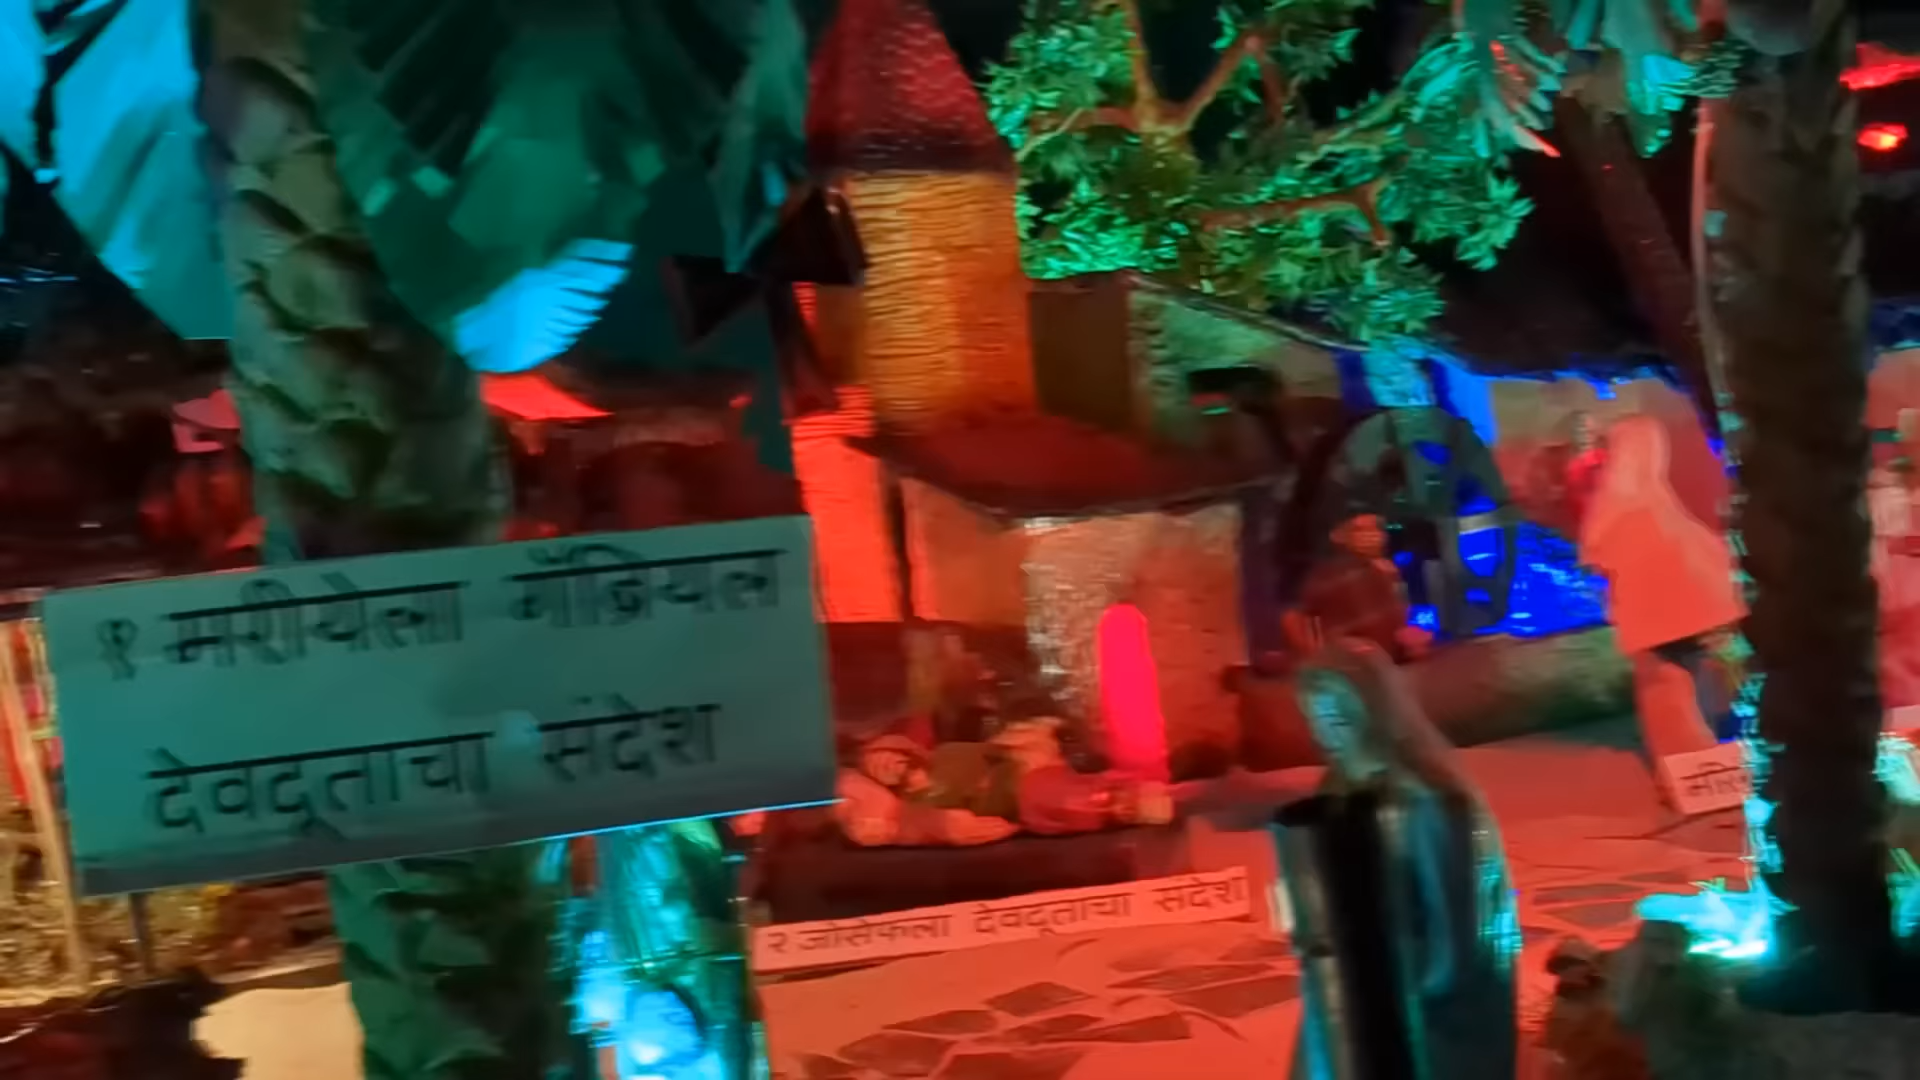 १ मरीयेला गॅब्रियल
देवदूताचा संदेश
२ जोसेफला देवदूताचा संदेश